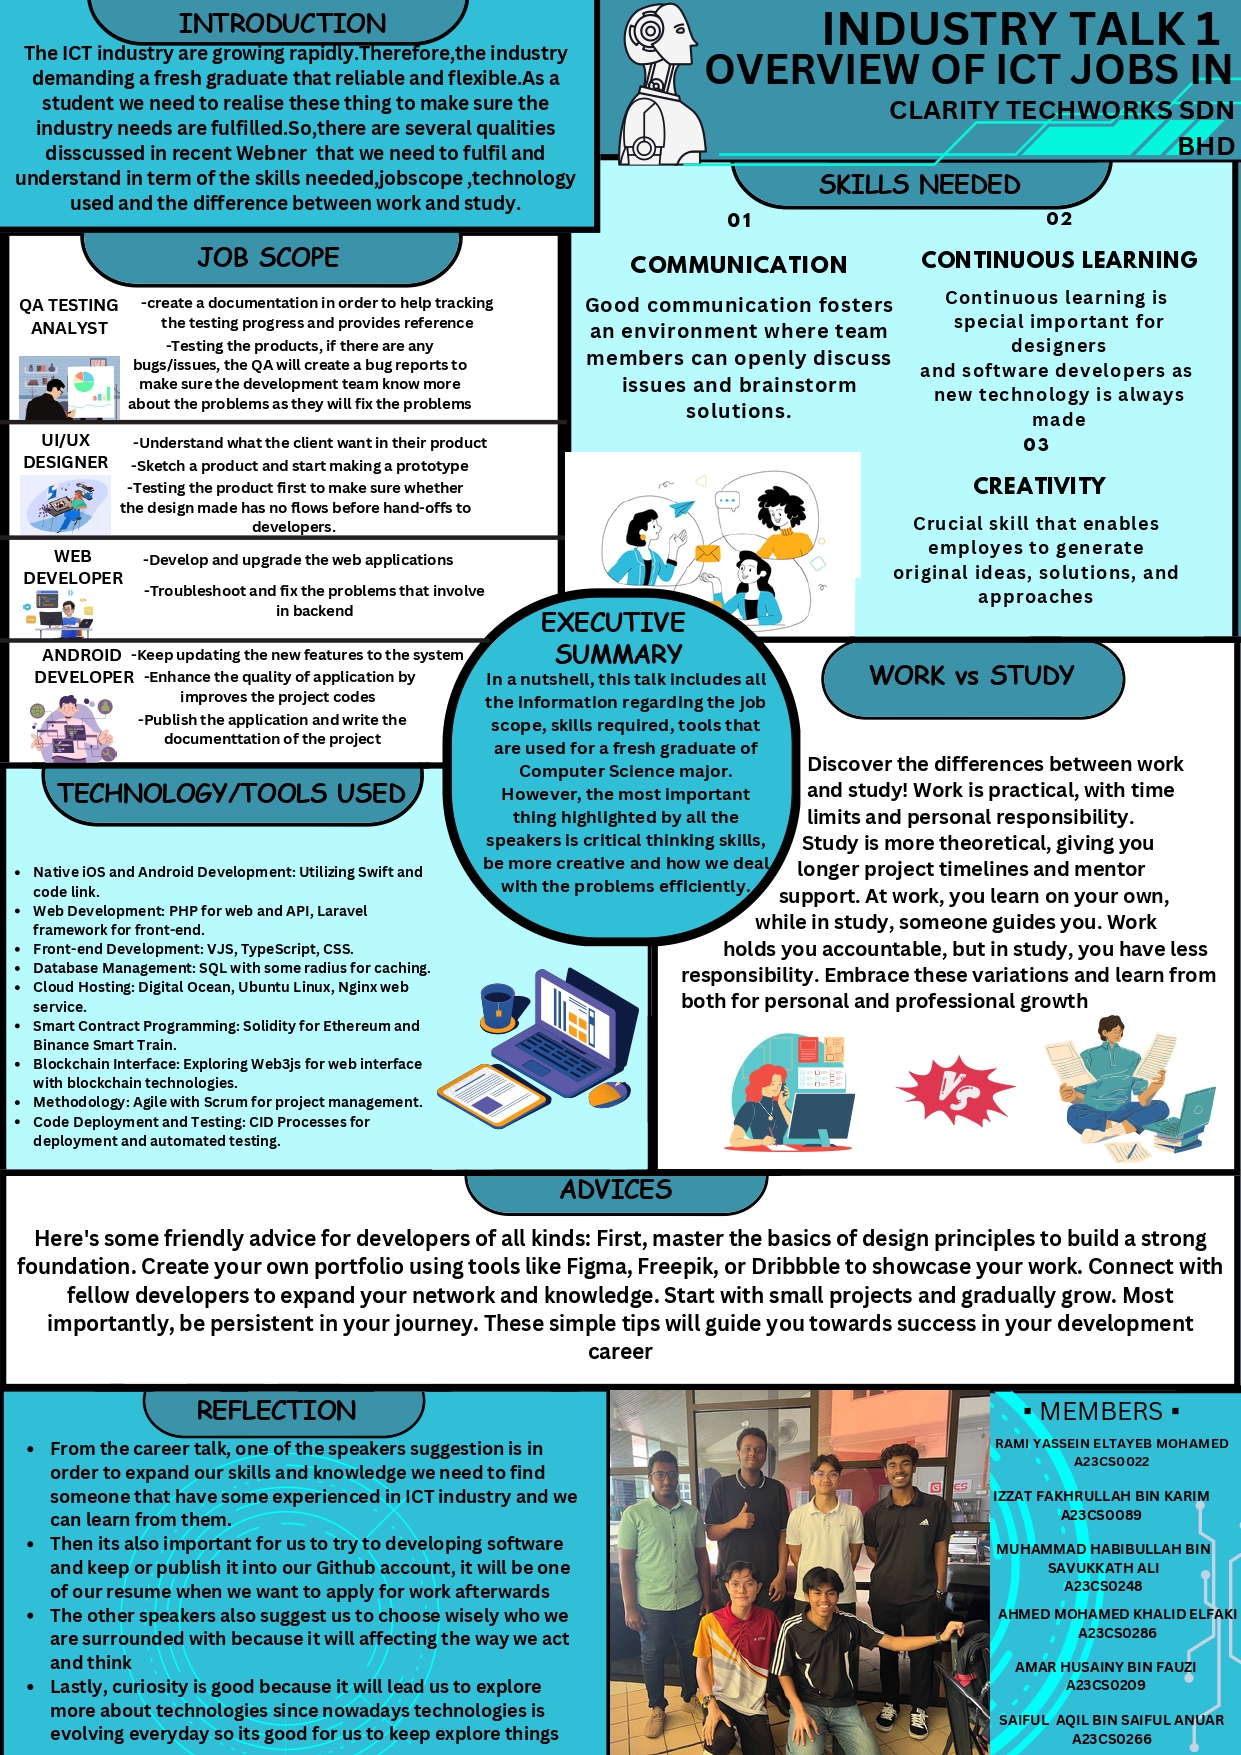 INTRODUCTION
The ICT industry are growing rapidly.Therefore,the industry
demanding a fresh graduate that reliable and flexible.As a
student we need to realise these thing to make sure the
industry needs are fulfilled.So,there are several qualities
disscussed in recent Webner that we need to fulfil and
understand in term of the skills needed,jobscope ,technology
used and the difference between work and study.
INDUSTRY TALK 1
OVERVIEW OF ICT JOBS IN
CLARITY TECHWORKS SDN
BHD
JOB SCOPE
QA TESTING
ANALYST
-create a documentation in order to help tracking
the testing progress and provides reference
-Testing the products, if there are any
bugs/issues, the QA will create a bug reports to
make sure the development team know more
about the problems as they will fix the problems
UI/UX
DESIGNER
-Understand what the client want in their product
-Sketch a product and start making a prototype
-Testing the product first to make sure whether
the design made has no flows before hand-offs to
developers.
WEB
DEVELOPER
-Develop and upgrade the web applications
-Troubleshoot and fix the problems that involve
in backend
ANDROID
DEVELOPER
-Keep updating the new features to the system
-Enhance the quality of application by
improves the project codes
-Publish the application and write the
documenttation of the project
SKILLS NEEDED
01
COMMUNICATION
Good communication fosters
an environment where team
members can openly discuss
issues and brainstorm
solutions.
02
CONTINUOUS LEARNING
Continuous learning is
special important for
designers
and software developers as
new technology is always
made
03
CREATIVITY
Crucial skill that enables
employes to generate
original ideas, solutions, and
approaches
EXECUTIVE
SUMMARY
In a nutshell, this talk includes all
the information regarding the job
scope, skills required, tools that
are used for a fresh graduate of
Computer Science major.
However, the most important
thing highlighted by all the
speakers is critical thinking skills,
be more creative and how we deal
with the problems efficiently.
TECHNOLOGY/TOOLS USED
• Native iOS and Android Development: Utilizing Swift and
code link.
• Web Development: PHP for web and API, Laravel
framework for front-end.
• Front-end Development: VJS, TypeScript, CSS.
• Database Management: SQL with some radius for caching.
• Cloud Hosting: Digital Ocean, Ubuntu Linux, Nginx web
service.
• Smart Contract Programming: Solidity for Ethereum and
Binance Smart Train.
• Blockchain Interface: Exploring Web3js for web interface
with blockchain technologies.
• Methodology: Agile with Scrum for project management.
• Code Deployment and Testing: CID Processes for
deployment and automated testing.
WORK vs STUDY
Discover the differences between work
and study! Work is practical, with time
limits and personal responsibility.
Study is more theoretical, giving you
longer project timelines and mentor
support. At work, you learn on your own,
while in study, someone guides you. Work
holds you accountable, but in study, you have less
responsibility. Embrace these variations and learn from
both for personal and professional growth
VS
ADVICES
Here's some friendly advice for developers of all kinds: First, master the basics of design principles to build a strong
foundation. Create your own portfolio using tools like Figma, Freepik, or Dribbble to showcase your work. Connect with
fellow developers to expand your network and knowledge. Start with small projects and gradually grow. Most
importantly, be persistent in your journey. These simple tips will guide you towards success in your development
career
REFLECTION
• From the career talk, one of the speakers suggestion is in
order to expand our skills and knowledge we need to find
someone that have some experienced in ICT industry and we
can learn from them.
• Then its also important for us to try to developing software
and keep or publish it into our Github account, it will be one
of our resume when we want to apply for work afterwards
• The other speakers also suggest us to choose wisely who we
are surrounded with because it will affecting the way we act
and think
• Lastly, curiosity is good because it will lead us to explore
more about technologies since nowadays technologies is
evolving everyday so its good for us to keep explore things
▪ MEMBERS ▪
RAMI YASSEIN ELTAYEB MOHAMED
A23CS0022
IZZAT FAKHRULLAH BIN KARIM
A23CS0089
MUHAMMAD HABIBULLAH BIN
SAVUKKATH ALI
A23CS0248
AHMED MOHAMED KHALID ELFAKI
A23CS0286
AMAR HUSAINY BIN FAUZI
A23CS0209
SAIFUL AQIL BIN SAIFUL ANUAR
A23CS0266